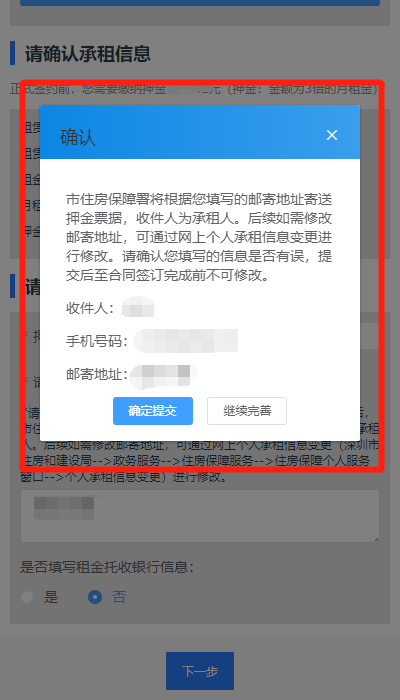 请确认承租信息
正式签约前，您需要缴纳押金 元（押金：金额为3倍的月租金）
确认
×
市住房保障署将根据您填写的邮寄地址寄送
押金票据，收件人为承租人。后续如需修改
邮寄地址，可通过网上个人承租信息变更进
行修改。请确认您填写的信息是否有误，提
交后至合同签订完成前不可修改。
收件人：
手机号码：
邮寄地址：
确定提交 继续完善
人。后续如需修改邮寄地址，可通过网上个人承租信息变更（深圳市
住房和建设局-->政务服务-->住房保障服务-->住房保障个人服务
窗口-->个人承租信息变更）进行修改。
是否填写租金托收银行信息：
是 否
下一步